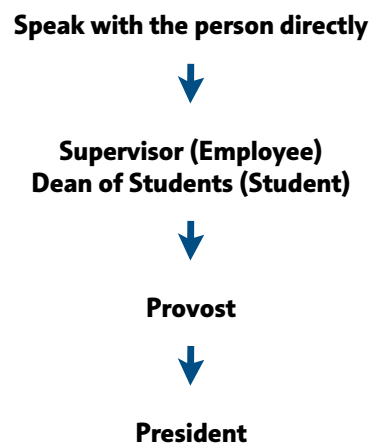 Speak with the person directly
Supervisor (Employee)
Dean of Students (Student)
Provost
President